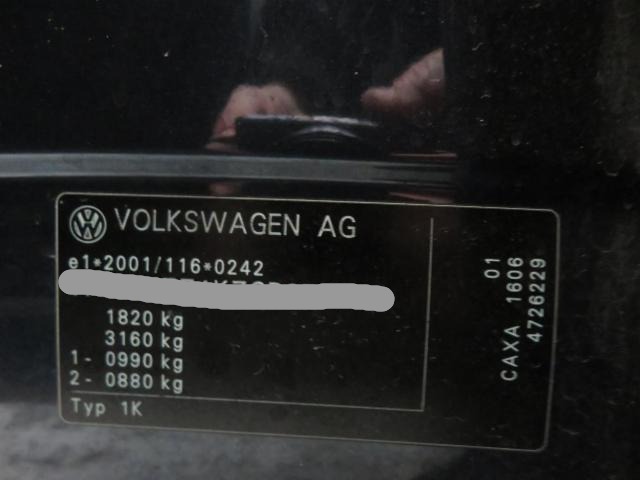 VOLKSWAGEN AG
e1*2001/116*0242
1820 kg
3160 kg
1- 0990 kg
2- 0880 kg
Typ 1K
01
CAXA 1606
4726229